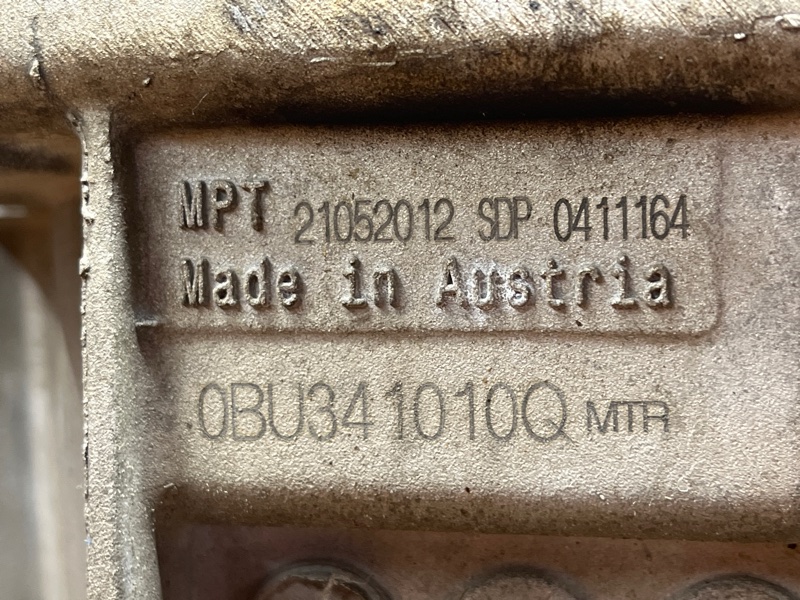 MPT 21052012 SDP 0411164
Made in Austria
0BU341010Q MTR